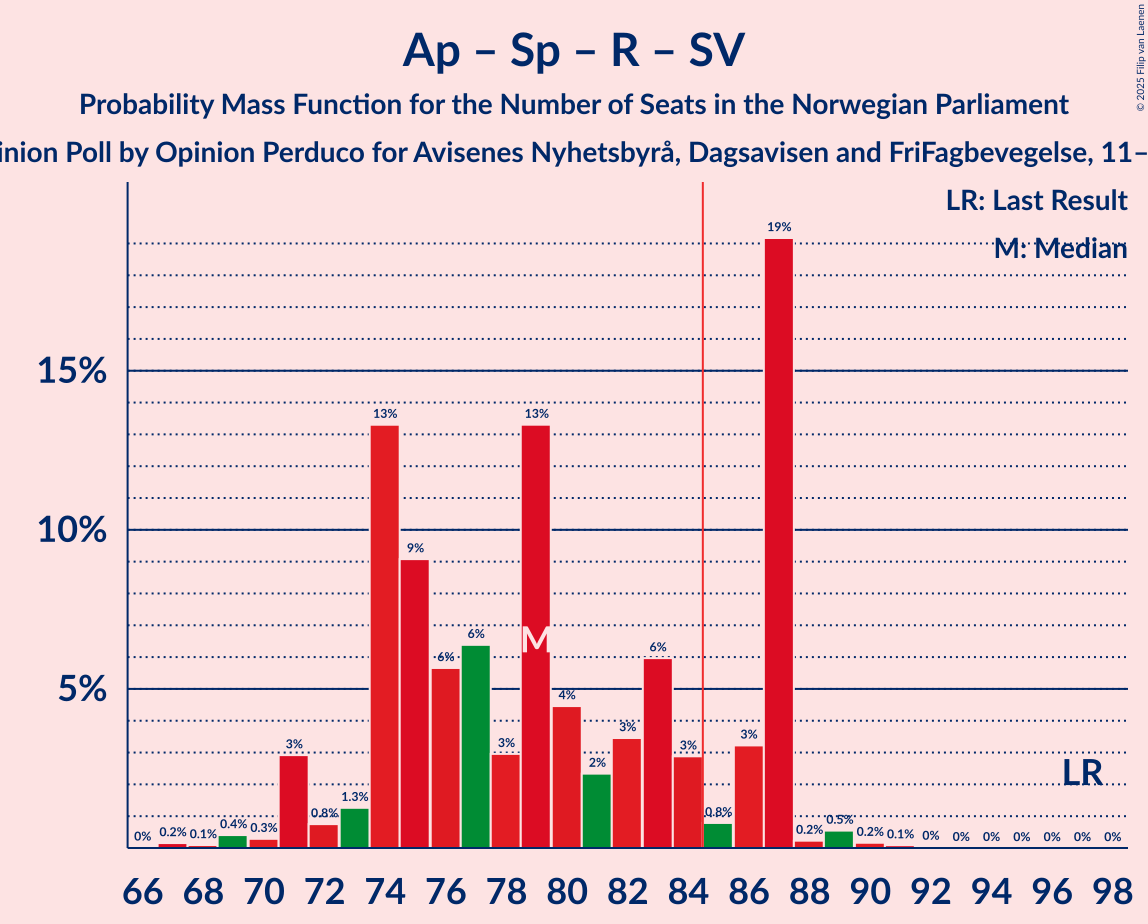 Ap – Sp – R – SV
Probability Mass Function for the Number of Seats in the Norwegian Parliament
inion Poll by Opinion Perduco for Avisenes Nyhetsbyrå, Dagsavisen and FriFagbevegelse, 11–
© 2025 Filip van Laenen
LR: Last Result
M: Median
19%
15%
13% 13%
10%
9%
6% 6% 6%
M
5%
4%
3% 3% 3% 3% 3%
2%
LR
0% 0.2% 0.1% 0.4% 0.3% 0.8% 1.3% 0.8% 0.2% 0.5% 0.2% 0.1% 0% 0% 0% 0% 0% 0% 0%
66 68 70 72 74 76 78 80 82 84 86 88 90 92 94 96 98